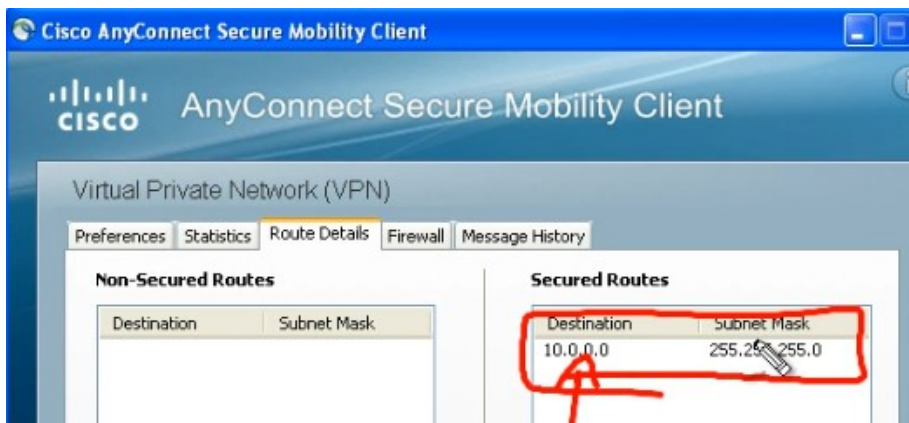 Cisco AnyConnect Secure Mobility Client
CISCO AnyConnect Secure Mobility Client
Virtual Private Network (VPN)
Preferences Statistics Route Details Firewall Message History
Non-Secured Routes
Destination Subnet Mask
Secured Routes
Destination Subnet Mask
10.0.0.0